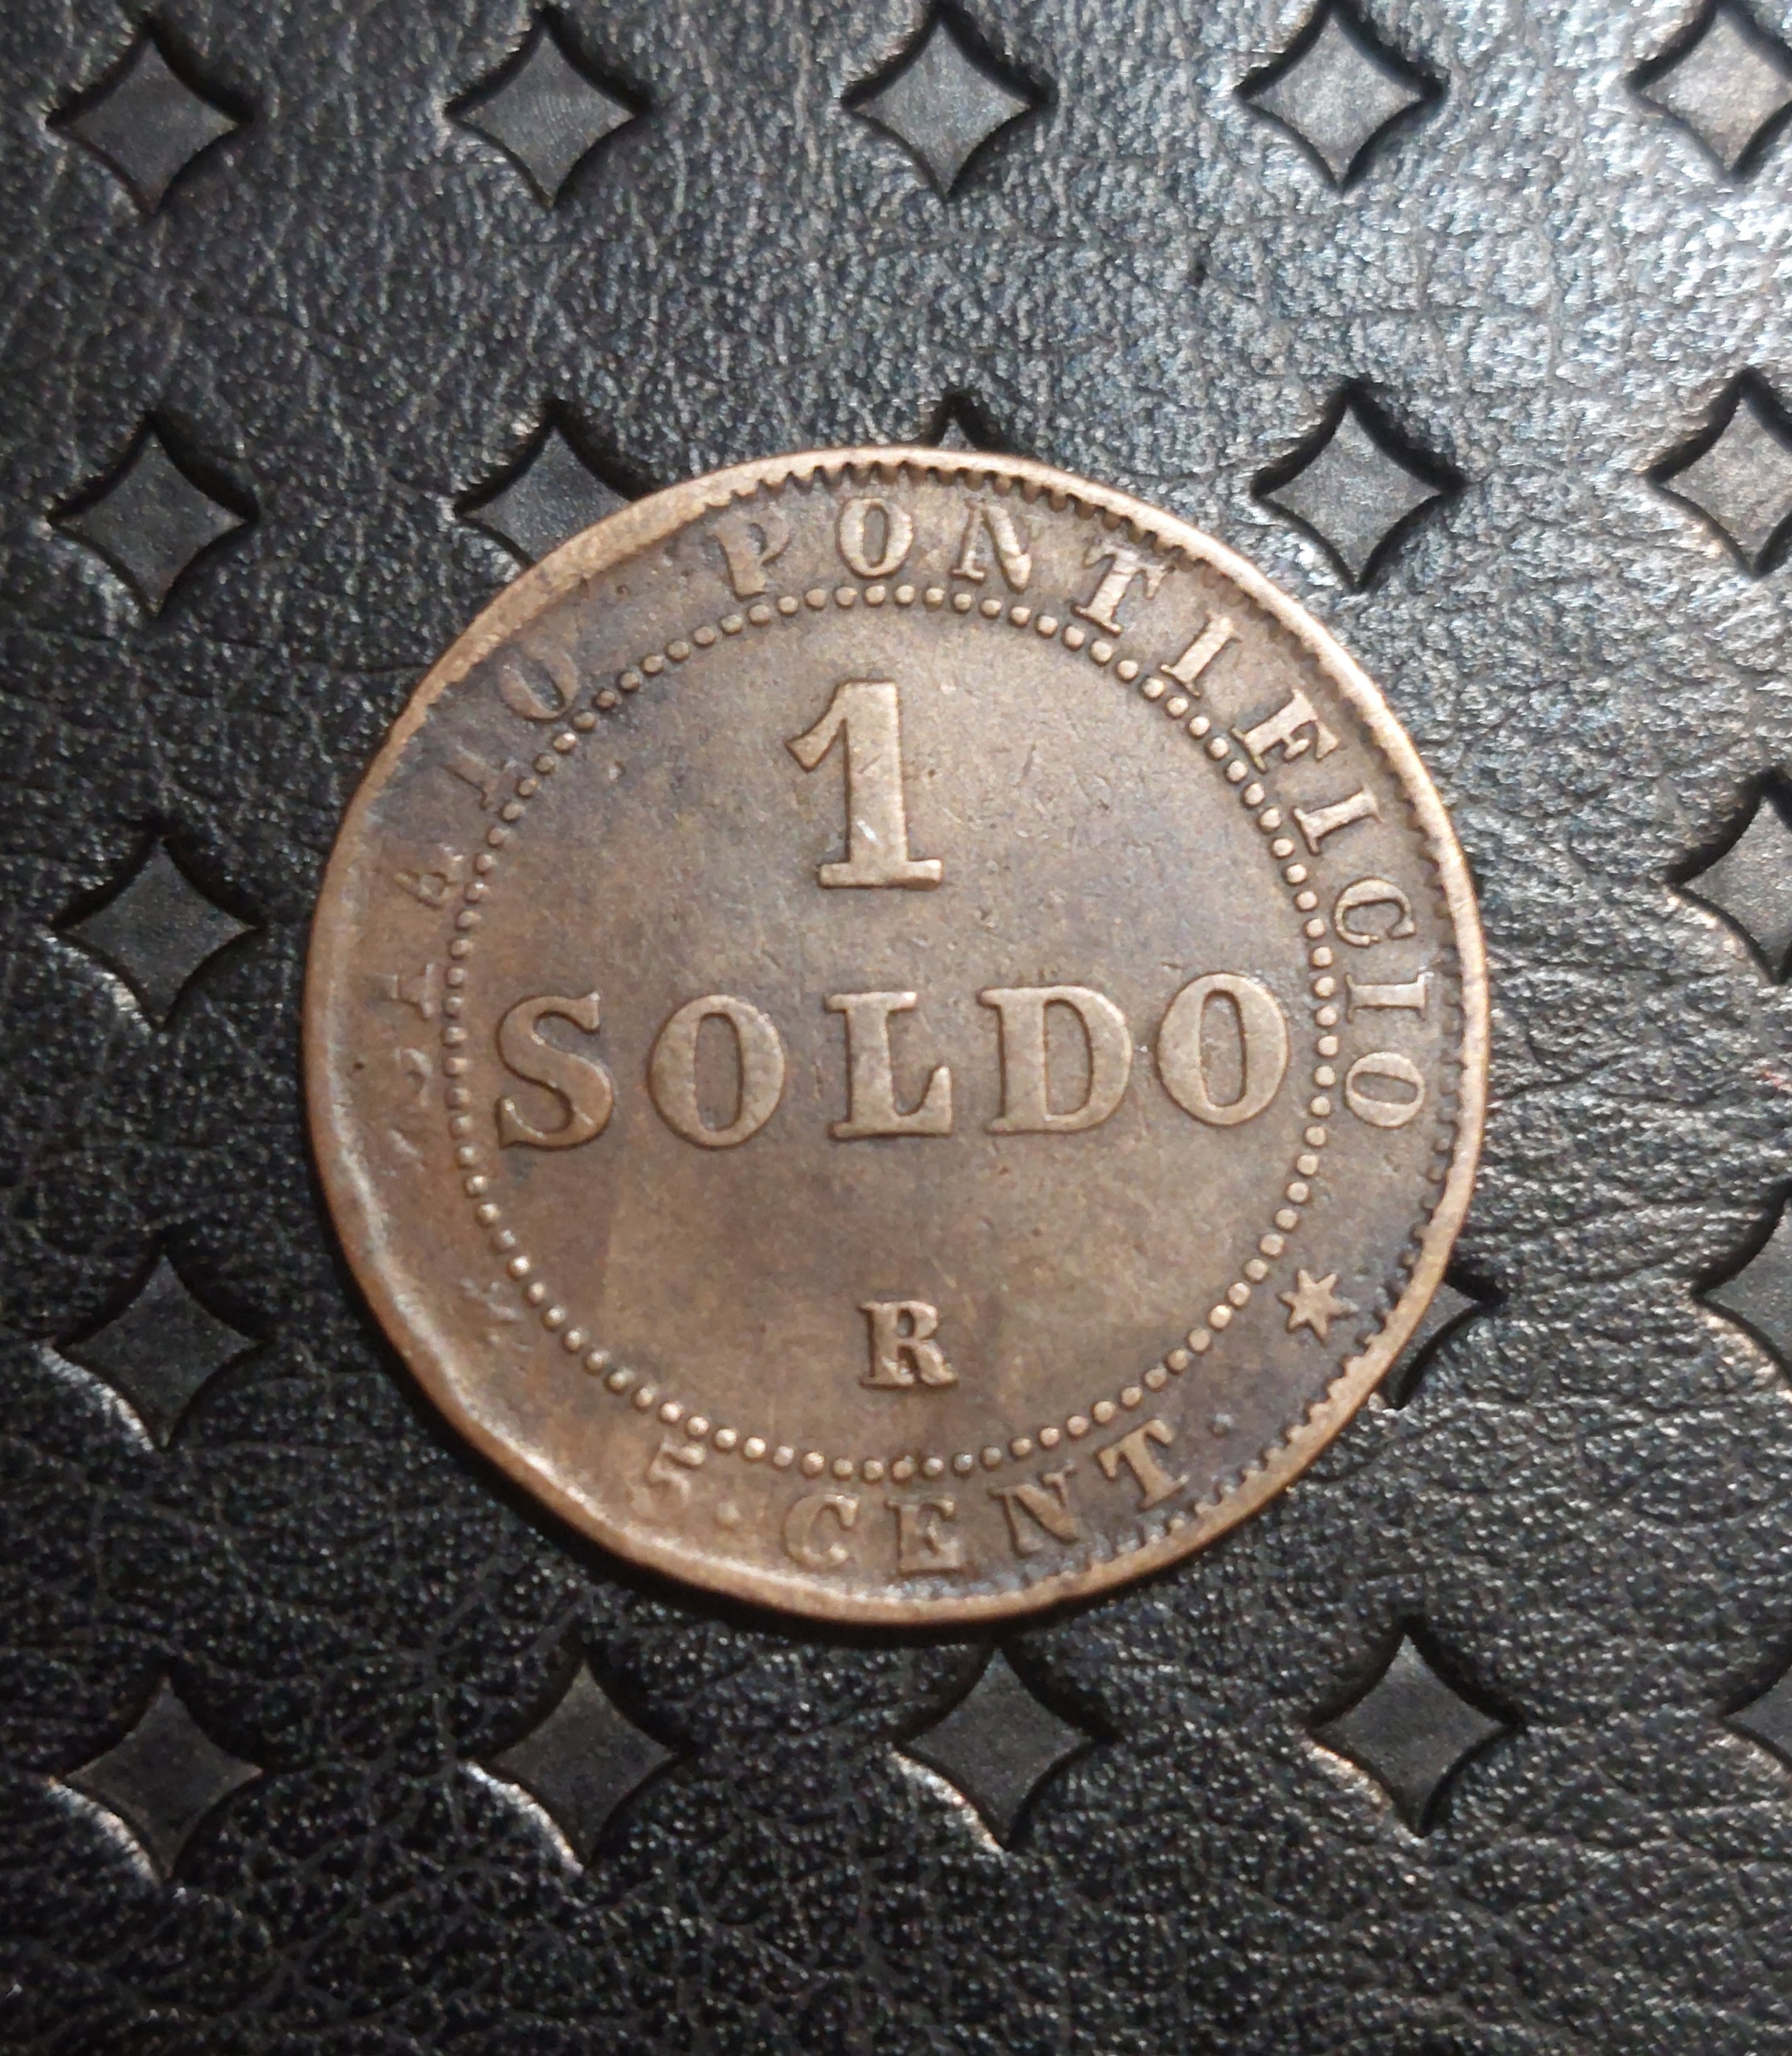 PONTIFICIO
1
SOLDO
R
5 · CENT ·